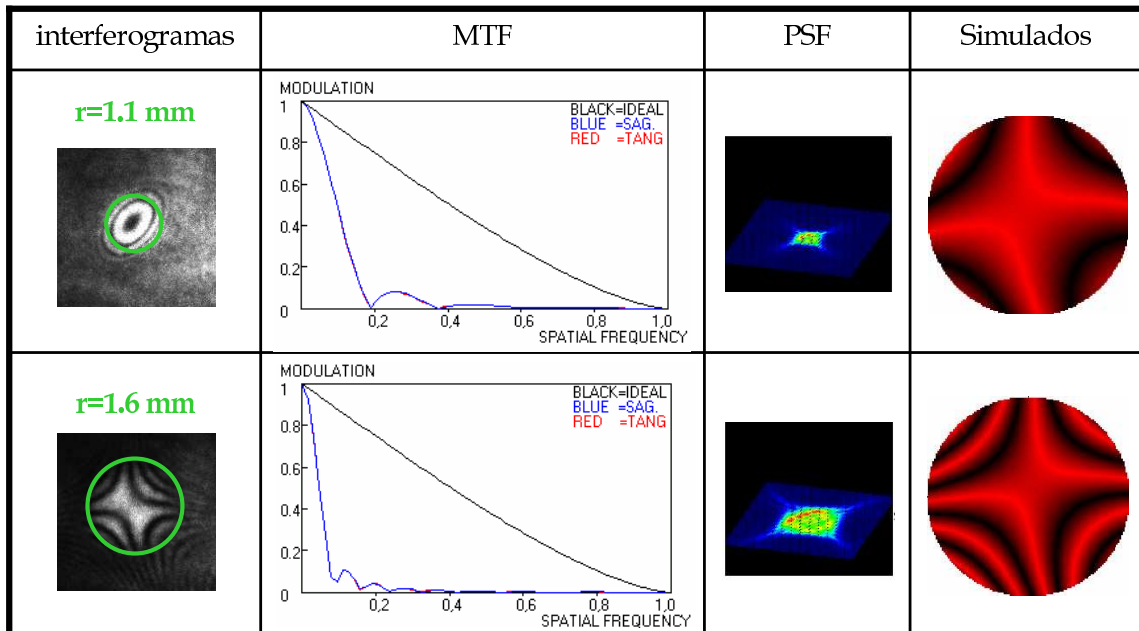 interferogramas
MTF
PSF
Simulados
r=1.1 mm
MODULATION
BLACK=IDEAL
BLUE =SAG.
RED =TANG
1
0.8
0.6
0.4
0.2
0
0,2
0,4
0,6
0,8
1,0
SPATIAL FREQUENCY
r=1.6 mm
MODULATION
BLACK=IDEAL
BLUE =SAG.
RED =TANG
1
0.8
0.6
0.4
0.2
0
0,2
0,4
0,6
0,8
1,0
SPATIAL FREQUENCY